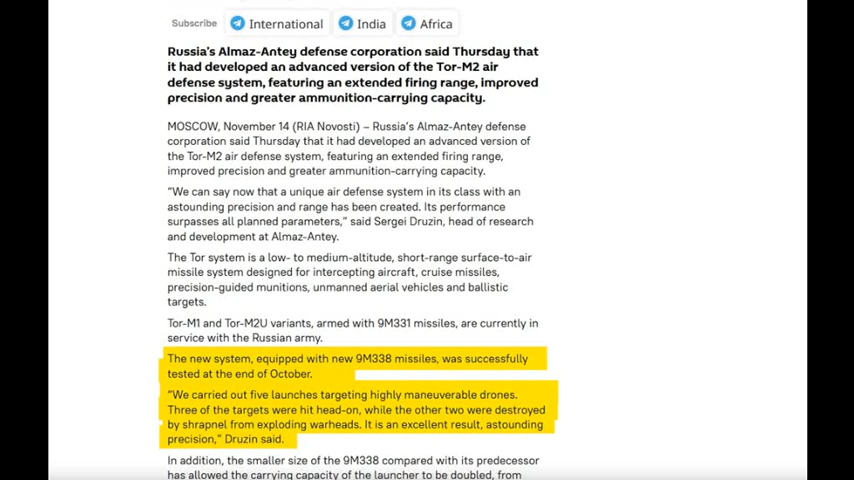 Subscribe International India Africa
Russia's Almaz-Antey defense corporation said Thursday that
it had developed an advanced version of the Tor-M2 air
defense system, featuring an extended firing range, improved
precision and greater ammunition-carrying capacity.
MOSCOW, November 14 (RIA Novosti) – Russia's Almaz-Antey defense
corporation said Thursday that it had developed an advanced version of
the Tor-M2 air defense system, featuring an extended firing range,
improved precision and greater ammunition-carrying capacity.
"We can say now that a unique air defense system in its class with an
astounding precision and range has been created. Its performance
surpasses all planned parameters," said Sergei Druzin, head of research
and development at Almaz-Antey.
The Tor system is a low- to medium-altitude, short-range surface-to-air
missile system designed for intercepting aircraft, cruise missiles,
precision-guided munitions, unmanned aerial vehicles and ballistic
targets.
Tor-M1 and Tor-M2U variants, armed with 9M331 missiles, are currently in
service with the Russian army.
The new system, equipped with new 9M338 missiles, was successfully
tested at the end of October.
"We carried out five launches targeting highly maneuverable drones.
Three of the targets were hit head-on, while the other two were destroyed
by shrapnel from exploding warheads. It is an excellent result, astounding
precision," Druzin said.
In addition, the smaller size of the 9M338 compared with its predecessor
has allowed the carrying capacity of the launcher to be doubled, from